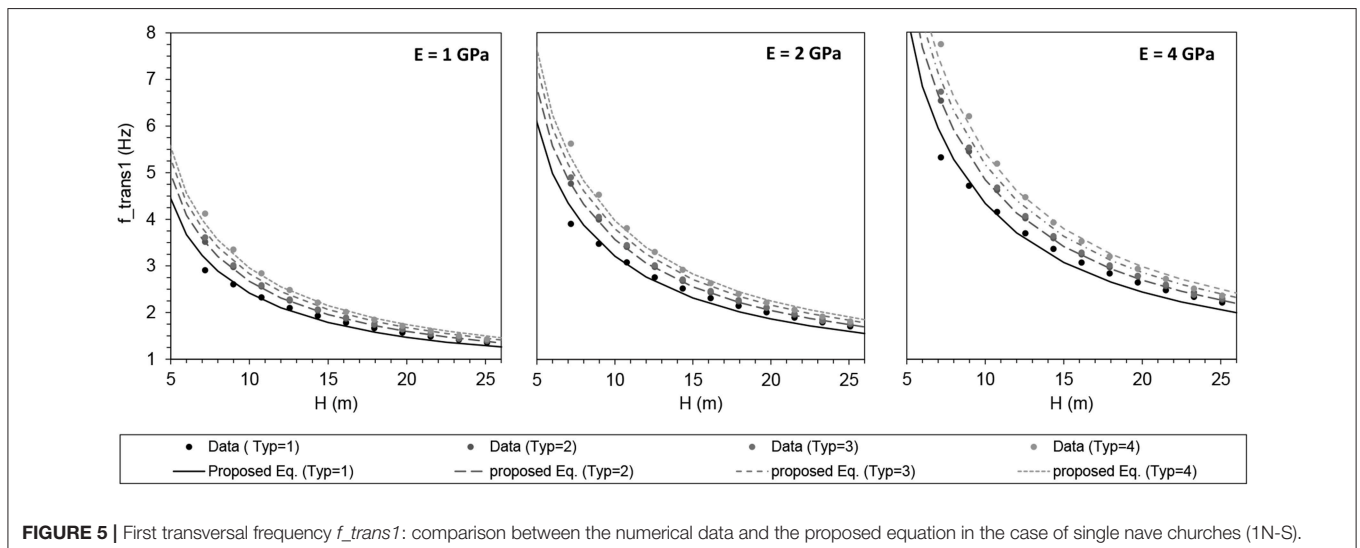 E = 1 GPa
E = 2 GPa
E = 4 GPa
8
7
6
5
4
3
2
1
f_trans1 (Hz)
5 10 15 20 25
5 10 15 20 25
5 10 15 20 25
H (m)
H (m)
H (m)
Data ( Typ=1)
Data (Typ=2)
Data (Typ=3)
Data (Typ=4)
Proposed Eq. (Typ=1)
proposed Eq. (Typ=2)
proposed Eq. (Typ=3)
proposed Eq. (Typ=4)
FIGURE 5 | First transversal frequency f_trans1: comparison between the numerical data and the proposed equation in the case of single nave churches (1N-S).